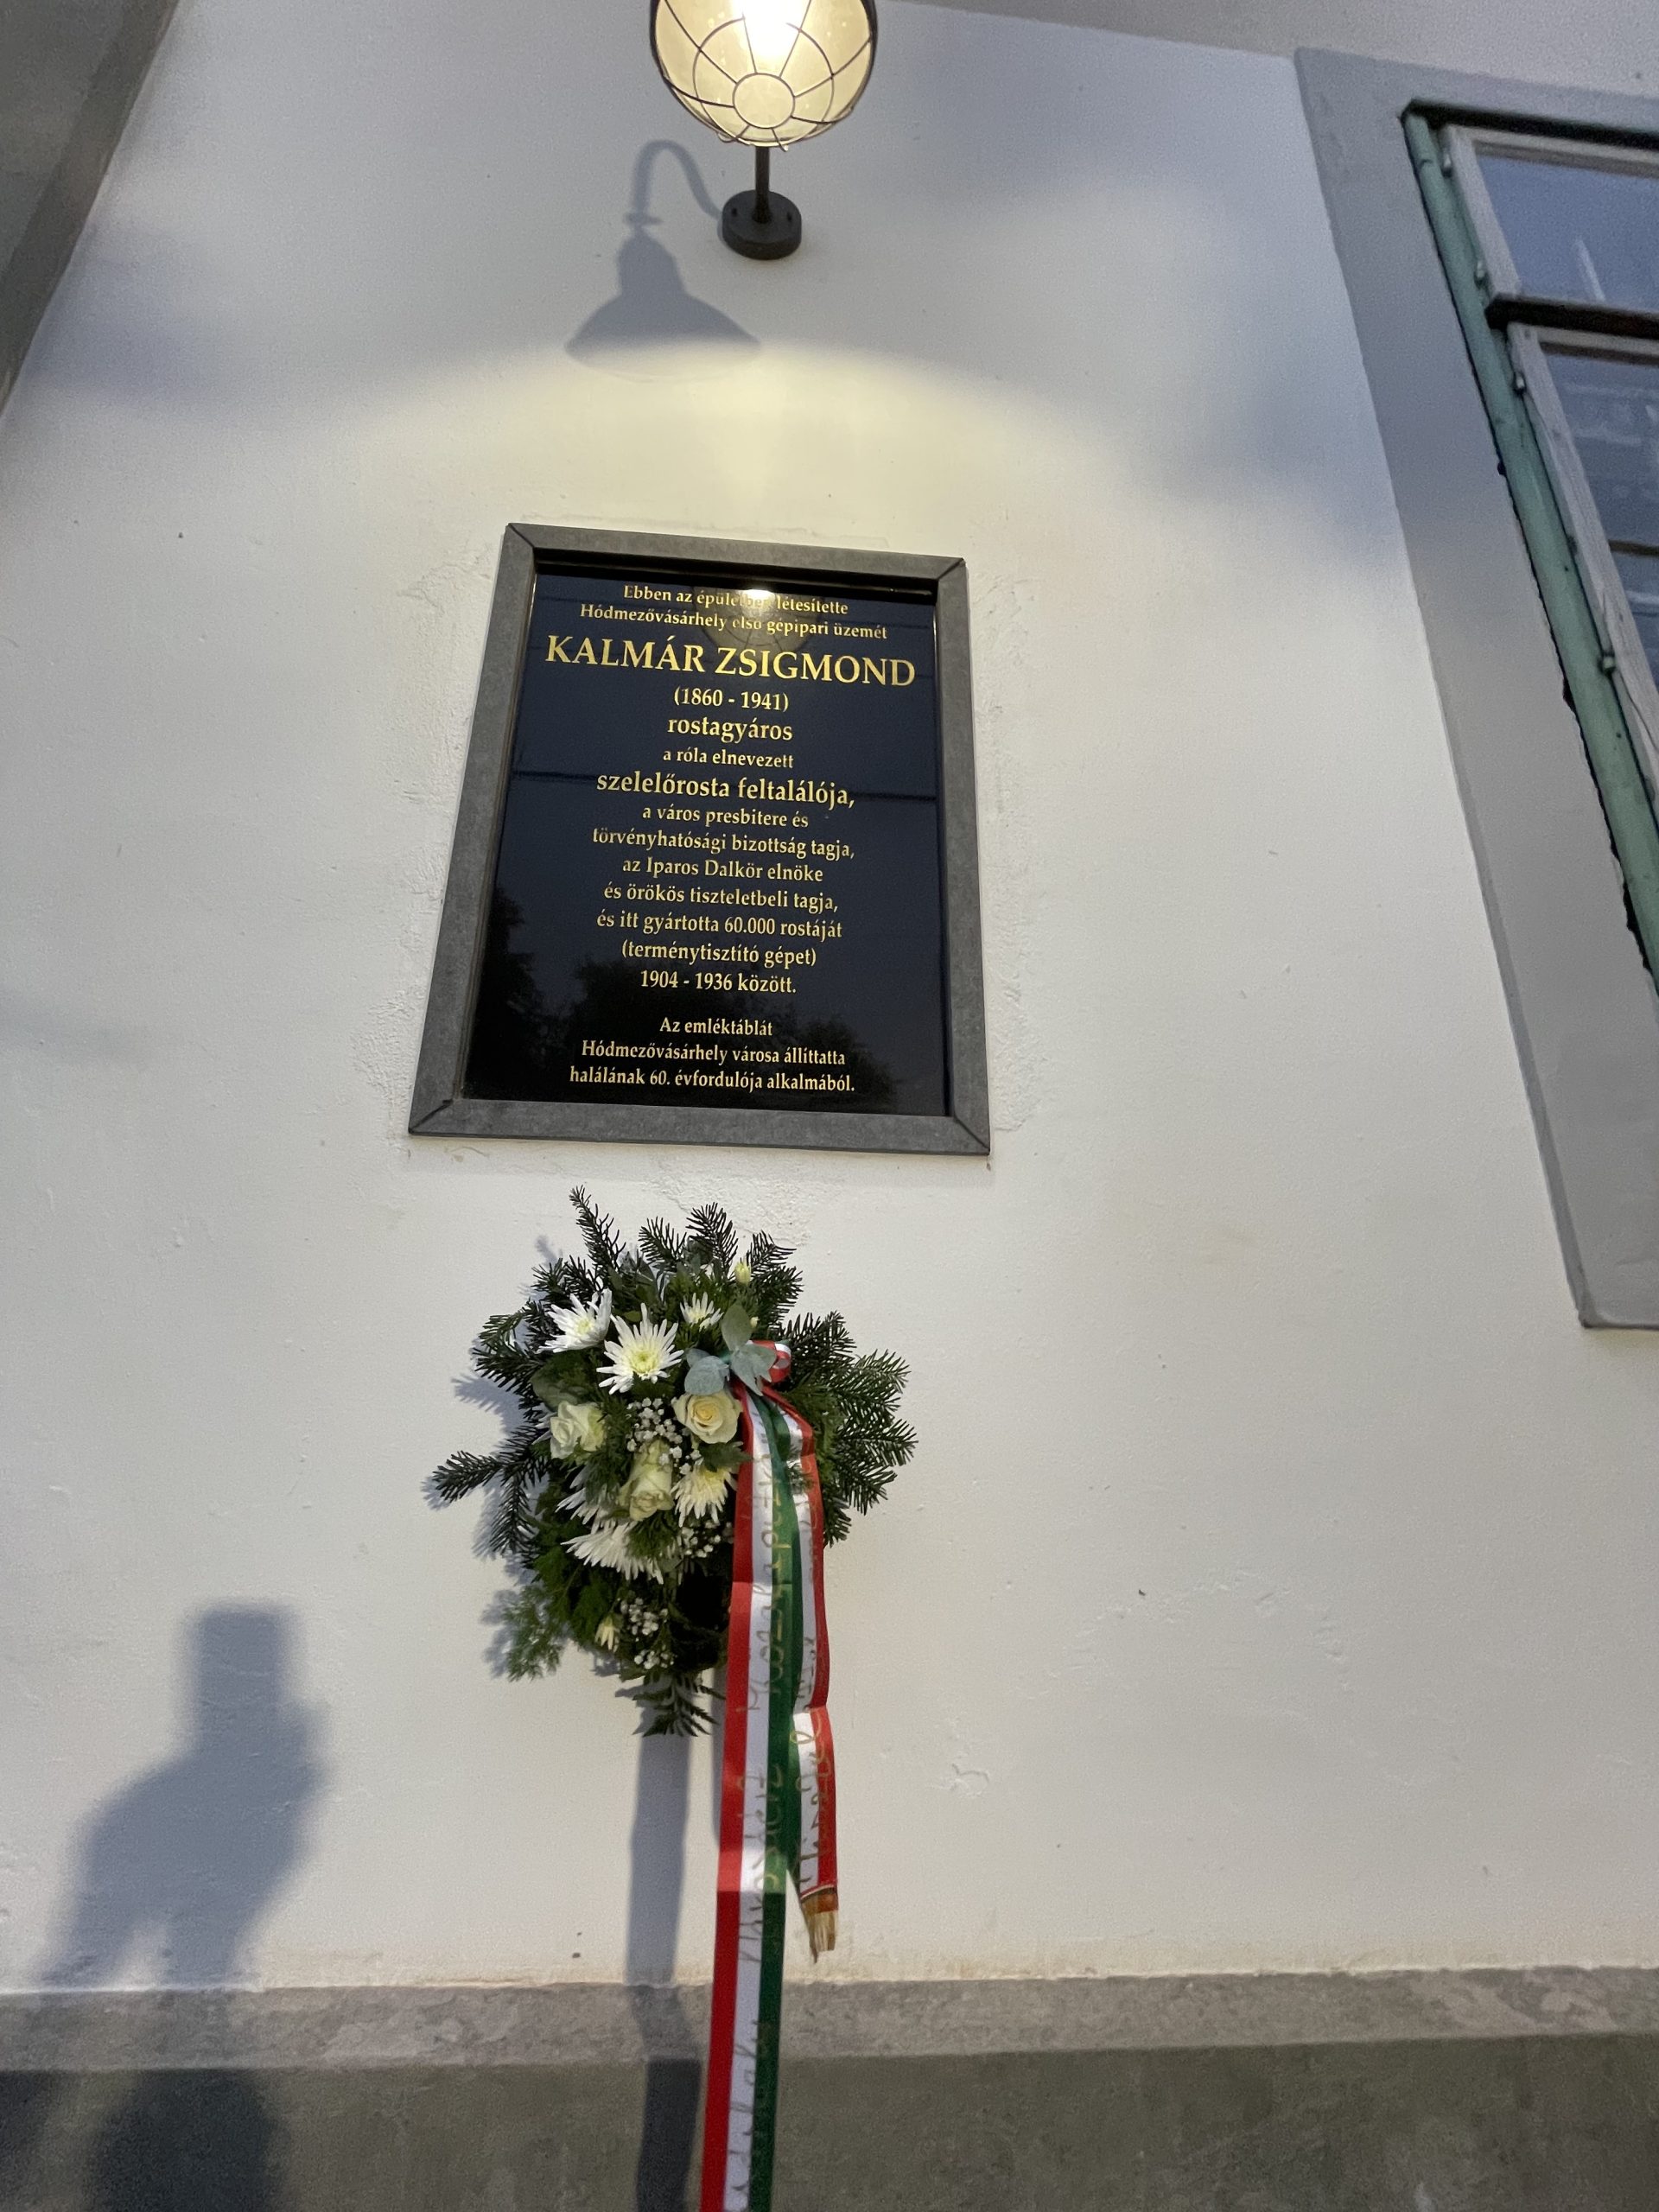 Ebben az épületben létesítette
Hódmezővásárhely első gépipari üzemét
KALMÁR ZSIGMOND
(1860 - 1941)
rostagyáros
a róla elnevezett
szelelőrosta feltalálója,
a város presbitere és
törvényhatósági bizottság tagja,
az Iparos Dalkör elnöke
és örökös tiszteletbeli tagja,
és itt gyártotta 60.000 rostáját
(terménytisztító gépet)
1904 - 1936 között.
Az emléktáblát
Hódmezővásárhely városa állíttatta
halálának 60. évfordulója alkalmából.